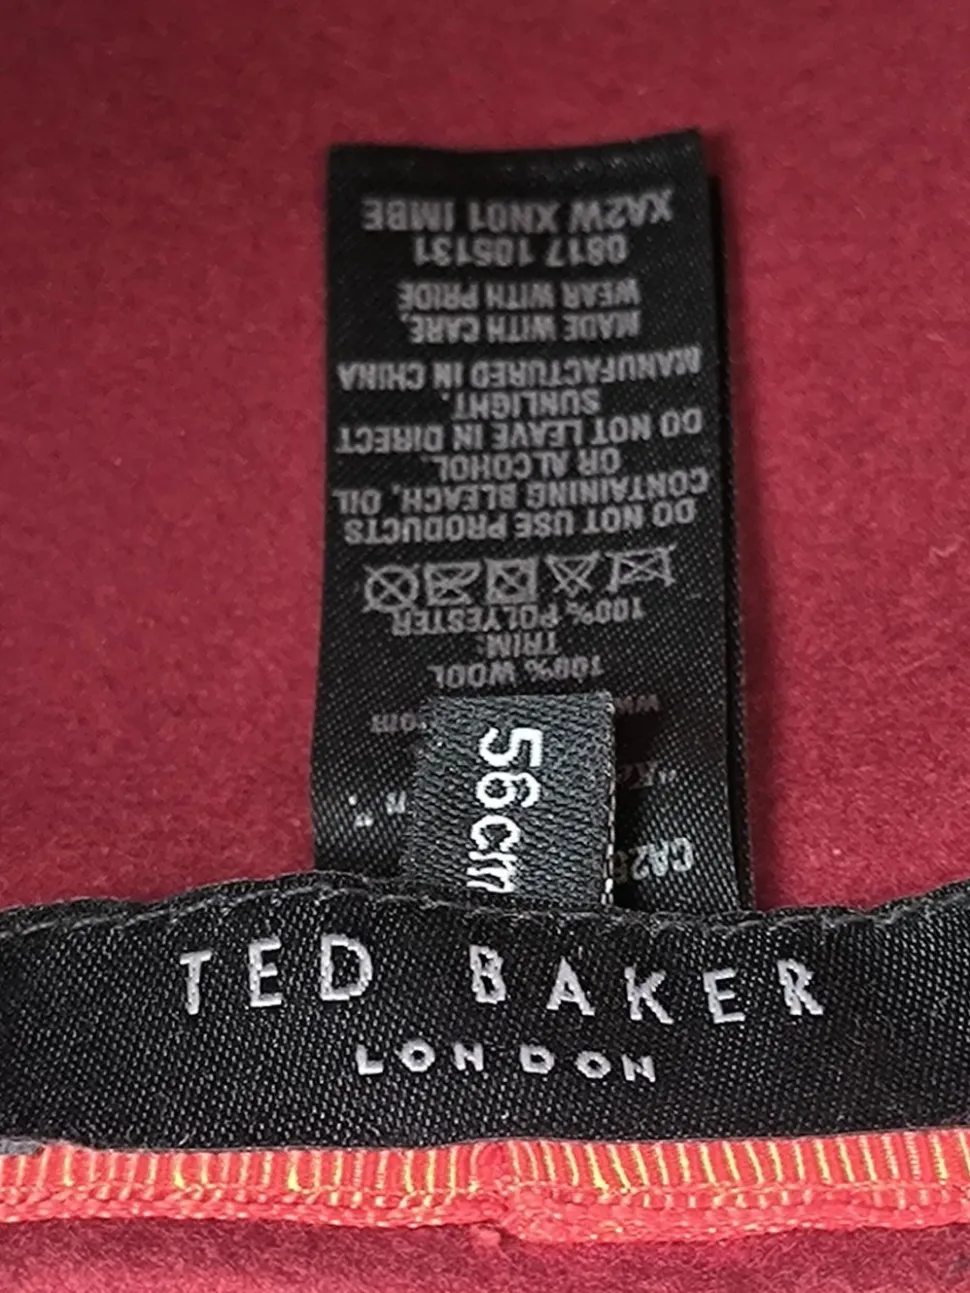 TED BAKER
LONDON
56cm
100% WOOL
TRIM:
100% POLYESTER
DO NOT USE PRODUCTS
CONTAINING BLEACH, OIL
OR ALCOHOL
DO NOT LEAVE IN DIRECT
SUNLIGHT.
MANUFACTURED IN CHINA
MADE WITH CARE,
WEAR WITH PRIDE
0817 105131
XA2W XN01 IMBE